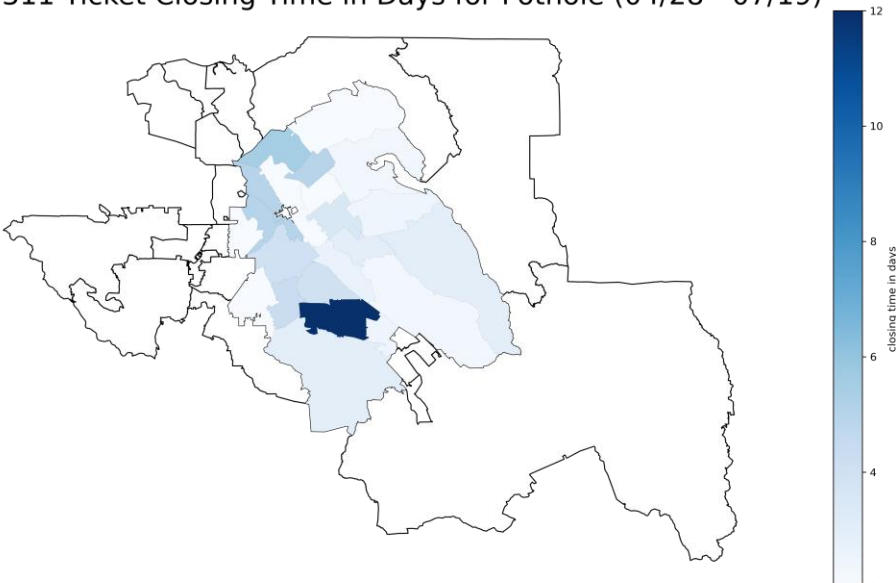 311 Ticket Closing Time in Days for Pothole (04/28 - 07/19)
12
10
8
6
4
closing time in days